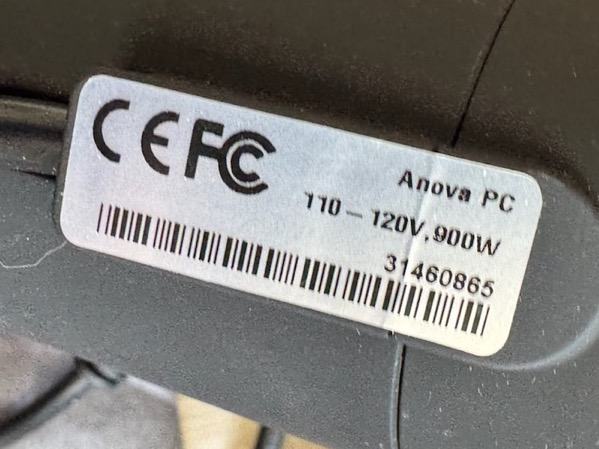 CE FC
Anova PC
110-120V,900W
31460865